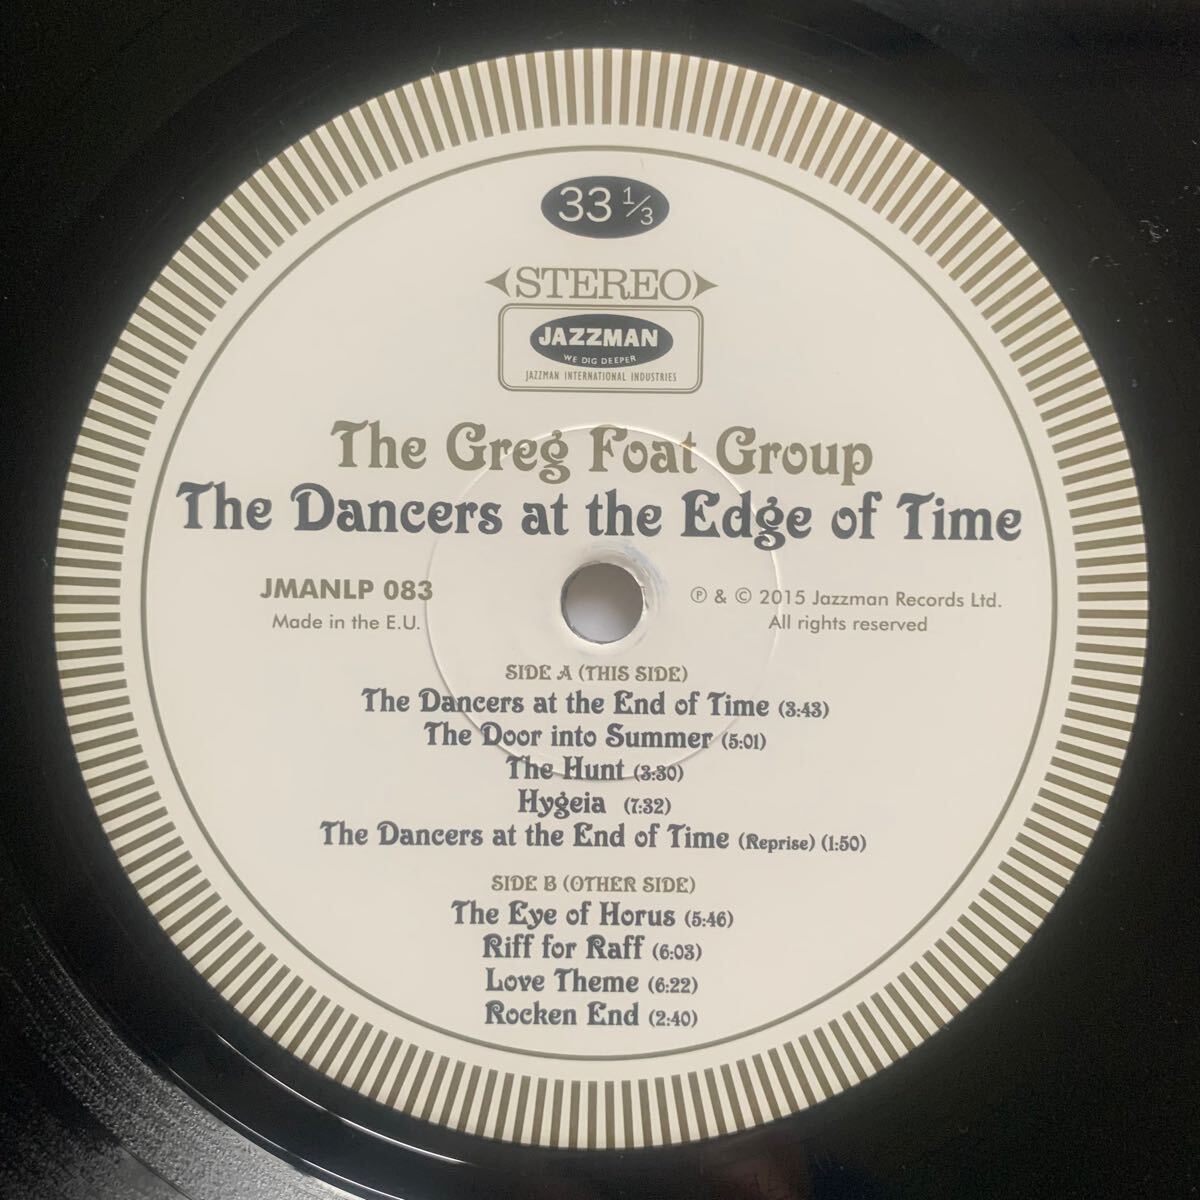 33 1/3
STEREO
JAZZMAN
WE DIG DEEPER
JAZZMAN INTERNATIONAL INDUSTRIES
The Greg Foat Group
The Dancers at the Edge of Time
JMANLP 083
Made in the E.U.
℗ & © 2015 Jazzman Records Ltd.
All rights reserved
SIDE A (THIS SIDE)
The Dancers at the End of Time (3:43)
The Door into Summer (5:01)
The Hunt (3:30)
Hygeia (7:32)
The Dancers at the End of Time (Reprise) (1:50)
SIDE B (OTHER SIDE)
The Eye of Horus (5:46)
Riff for Raff (6:03)
Love Theme (6:22)
Rocken End (2:40)